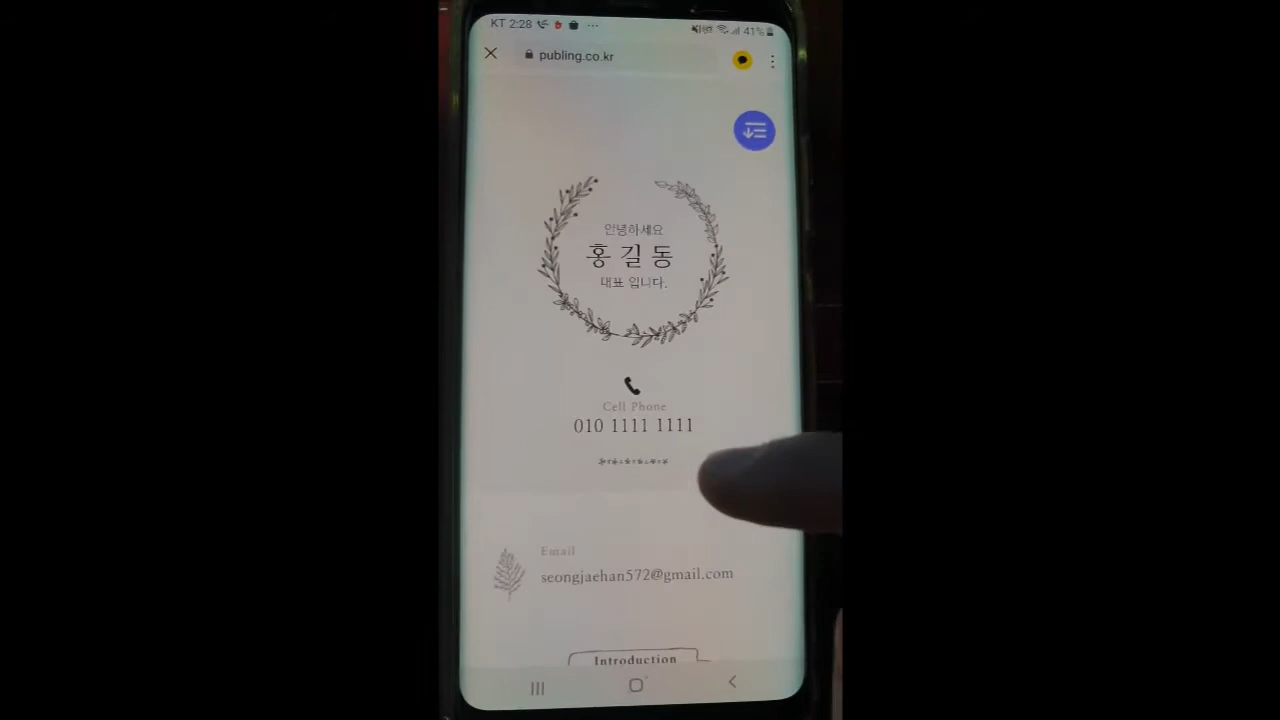 KT 2:28
41%
publing.co.kr
안녕하세요
홍길동
대표 입니다.
Cell Phone
010 1111 1111
Email
seongjaehan572@gmail.com
Introduction